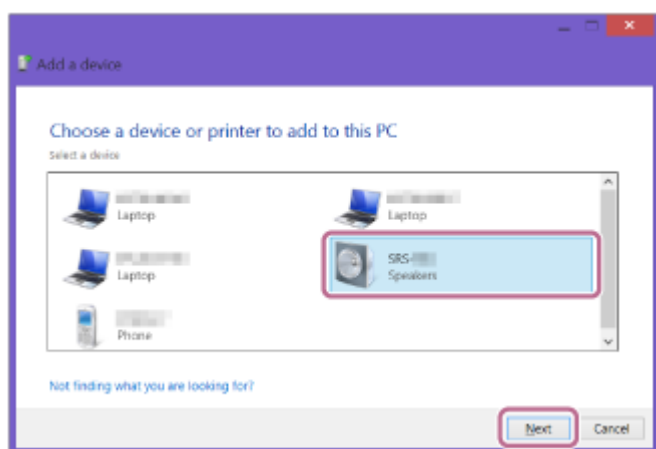 Add a device
Choose a device or printer to add to this PC
Select a device
Laptop
Laptop
Laptop
SRS-
Speakers
Phone
Not finding what you are looking for?
Next
Cancel